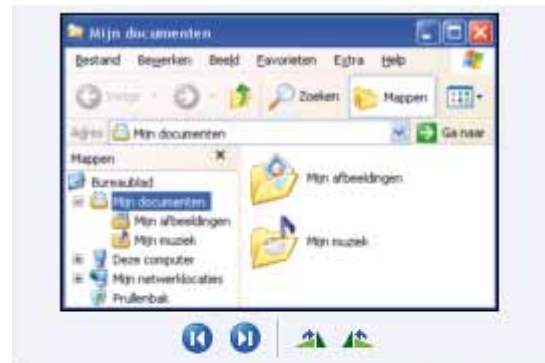 Mijn documenten
Bestand Bewerken Beeld Favorieten Extra Help
Vorige Zoeken Mappen
Adres Mijn documenten Ga naar
Mappen
Bureaublad
Mijn documenten
Mijn afbeeldingen
Mijn muziek
Deze computer
Mijn netwerklocaties
Prullenbak
Mijn afbeeldingen
Mijn muziek